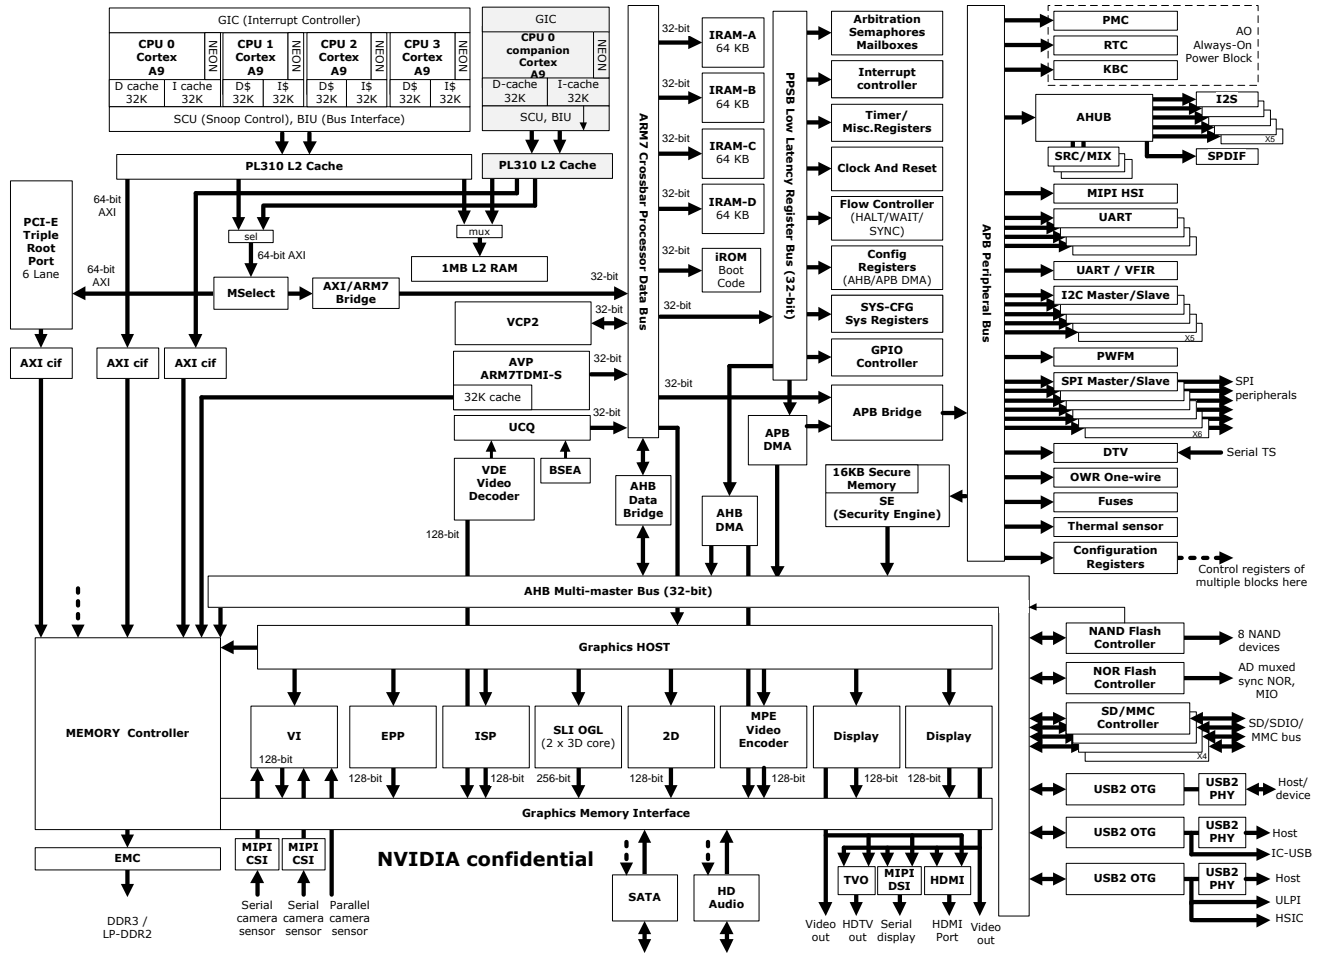 GIC (Interrupt Controller)
CPU 0
Cortex
A9
NEON
CPU 1
Cortex
A9
NEON
CPU 2
Cortex
A9
NEON
CPU 3
Cortex
A9
NEON
D cache
32K
I cache
32K
D$
32K
I$
32K
D$
32K
I$
32K
D$
32K
I$
32K
SCU (Snoop Control), BIU (Bus Interface)
PL310 L2 Cache
GIC
CPU 0
companion
Cortex
A9
NEON
D-cache
32K
I-cache
32K
SCU, BIU
PL310 L2 Cache
PCI-E
Triple
Root
Port
6 Lane
64-bit
AXI
64-bit
AXI
sel
64-bit AXI
mux
1MB L2 RAM
MSelect
AXI/ARM7
Bridge
32-bit
AXI cif
AXI cif
AXI cif
VCP2
32-bit
AVP
ARM7TDMI-S
32K cache
32-bit
UCQ
32-bit
VDE
Video
Decoder
BSEA
128-bit
ARM7 Crossbar Processor Data Bus
32-bit
IRAM-A
64 KB
32-bit
IRAM-B
64 KB
32-bit
IRAM-C
64 KB
32-bit
IRAM-D
64 KB
32-bit
iROM
Boot
Code
32-bit
32-bit
AHB
Data
Bridge
AHB
DMA
APB
DMA
PPSB Low Latency Register Bus (32-bit)
Arbitration
Semaphores
Mailboxes
Interrupt
controller
Timer/
Misc.Registers
Clock And Reset
Flow Controller
(HALT/WAIT/
SYNC)
Config
Registers
(AHB/APB DMA)
SYS-CFG
Sys Registers
GPIO
Controller
APB Bridge
16KB Secure
Memory
SE
(Security Engine)
APB Peripheral Bus
PMC
RTC
KBC
AO
Always-On
Power Block
AHUB
I2S
X5
SRC/MIX
SPDIF
MIPI HSI
UART
UART / VFIR
I2C Master/Slave
X5
PWFM
SPI Master/Slave
X6
SPI
peripherals
DTV
Serial TS
OWR One-wire
Fuses
Thermal sensor
Configuration
Registers
Control registers of
multiple blocks here
AHB Multi-master Bus (32-bit)
Graphics HOST
MEMORY Controller
VI
128-bit
EPP
128-bit
ISP
128-bit
SLI OGL
(2 x 3D core)
256-bit
2D
128-bit
MPE
Video
Encoder
128-bit
Display
128-bit
Display
128-bit
Graphics Memory Interface
EMC
DDR3 /
LP-DDR2
MIPI
CSI
MIPI
CSI
Serial
camera
sensor
Serial
camera
sensor
Parallel
camera
sensor
NVIDIA confidential
SATA
HD
Audio
TVO
MIPI
DSI
HDMI
Video
out
HDTV
out
Serial
display
HDMI
Port
Video
out
NAND Flash
Controller
8 NAND
devices
NOR Flash
Controller
AD muxed
sync NOR,
MIO
SD/MMC
Controller
X4
SD/SDIO/
MMC bus
USB2 OTG
USB2
PHY
Host/
device
USB2 OTG
USB2
PHY
Host
IC-USB
USB2 OTG
USB2
PHY
Host
ULPI
HSIC